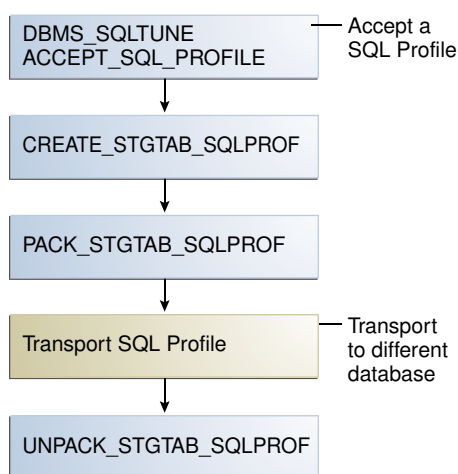 DBMS_SQLTUNE
ACCEPT_SQL_PROFILE
Accept a
SQL Profile
CREATE_STGTAB_SQLPROF
PACK_STGTAB_SQLPROF
Transport SQL Profile
Transport
to different
database
UNPACK_STGTAB_SQLPROF